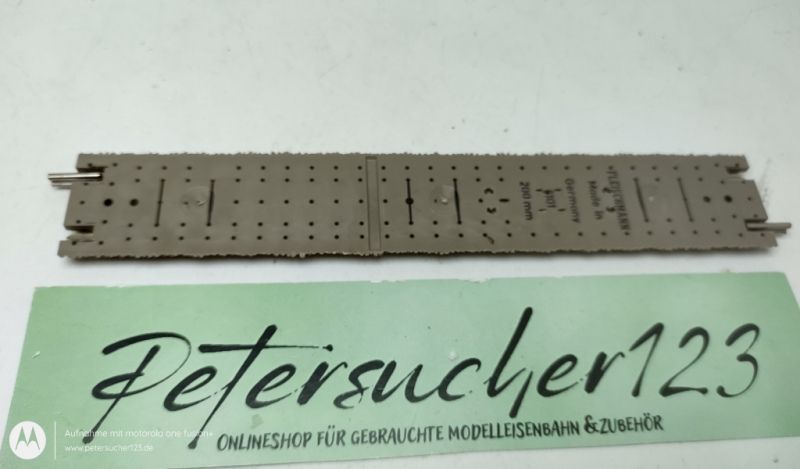 FLEISCHMANN
Made in
Germany
6101
200 mm
Petersucher123
ONLINESHOP FÜR GEBRAUCHTE MODELLEISENBAHN & ZUBEHÖR
Aufnahme mit motorola one fusion+
www.petersucher123.de